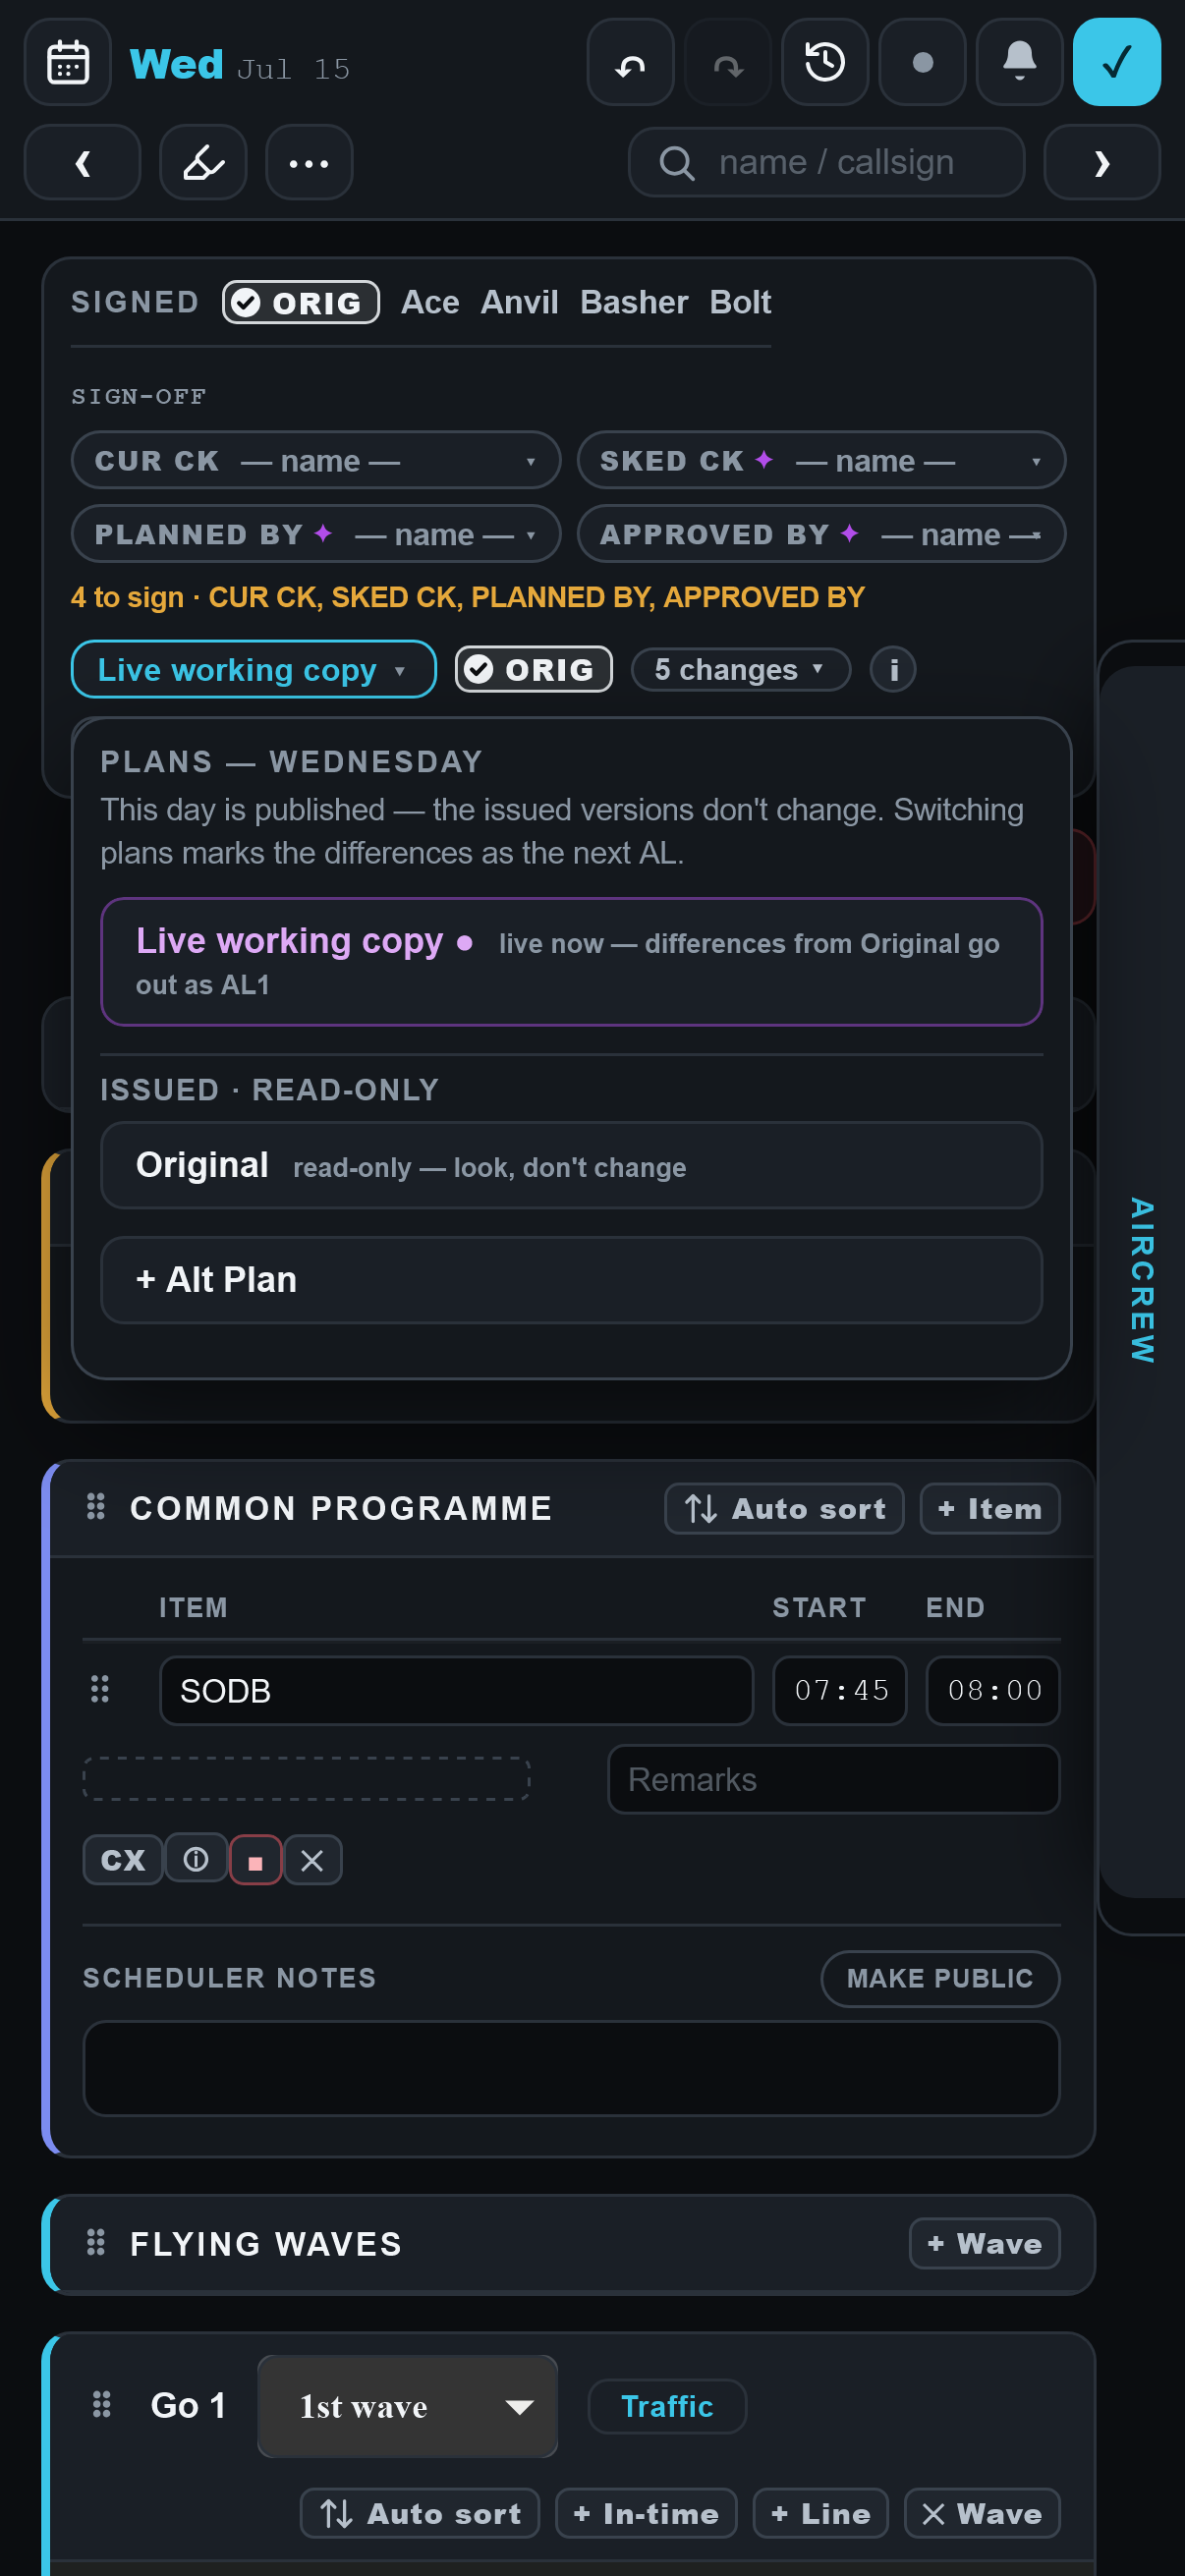 Wed Jul 15
name / callsign
SIGNED ORIG Ace Anvil Basher Bolt
SIGN-OFF
CUR CK — name —
SKED CK — name —
PLANNED BY — name —
APPROVED BY — name —
4 to sign · CUR CK, SKED CK, PLANNED BY, APPROVED BY
Live working copy ORIG 5 changes i
PLANS — WEDNESDAY
This day is published — the issued versions don't change. Switching
plans marks the differences as the next AL.
Live working copy live now — differences from Original go
out as AL1
ISSUED · READ-ONLY
Original read-only — look, don't change
+ Alt Plan
AIRCREW
COMMON PROGRAMME Auto sort + Item
ITEM START END
SODB 07:45 08:00
Remarks
CX
SCHEDULER NOTES MAKE PUBLIC
FLYING WAVES + Wave
Go 1 1st wave Traffic
Auto sort + In-time + Line × Wave